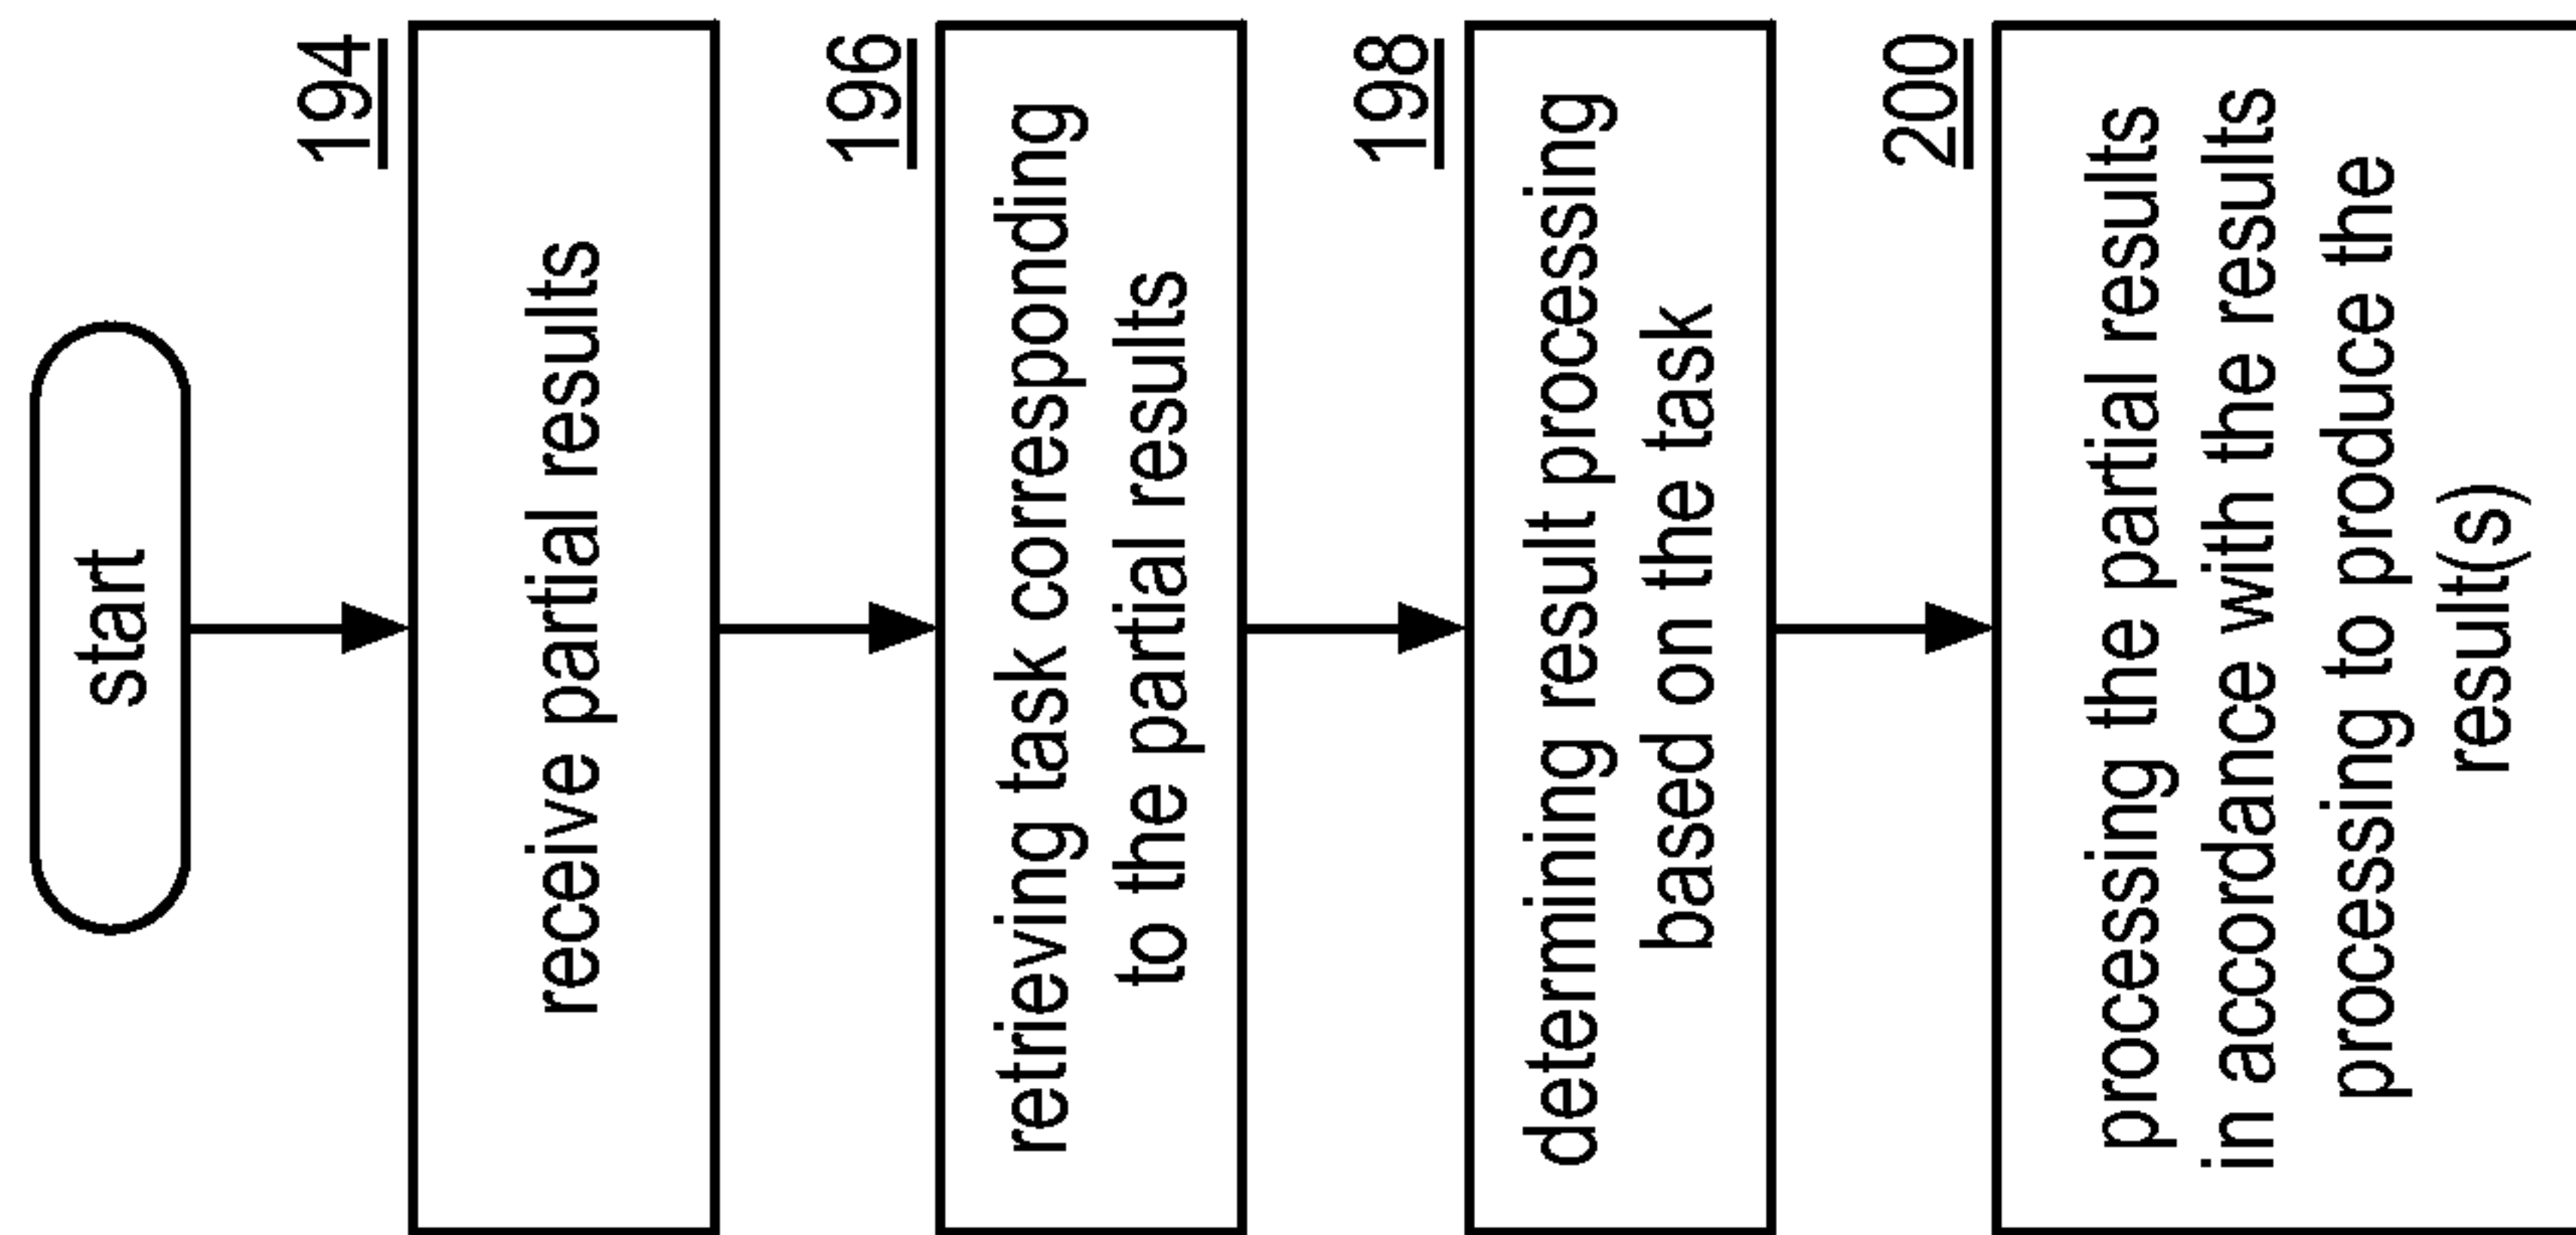 start
194
receive partial results
196
retrieving task corresponding
to the partial results
198
determining result processing
based on the task
200
processing the partial results
in accordance with the results
processing to produce the
result(s)